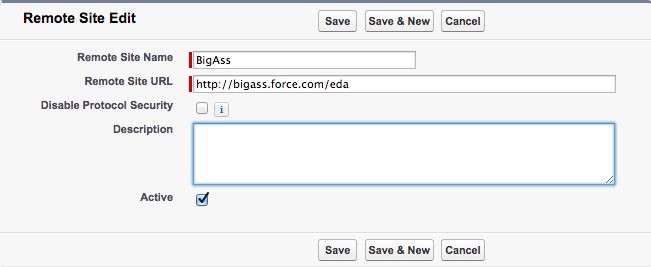 Remote Site Edit Save Save & New Cancel
Remote Site Name BigAss
Remote Site URL http://bigass.force.com/eda
Disable Protocol Security i
Description
Active
Save Save & New Cancel